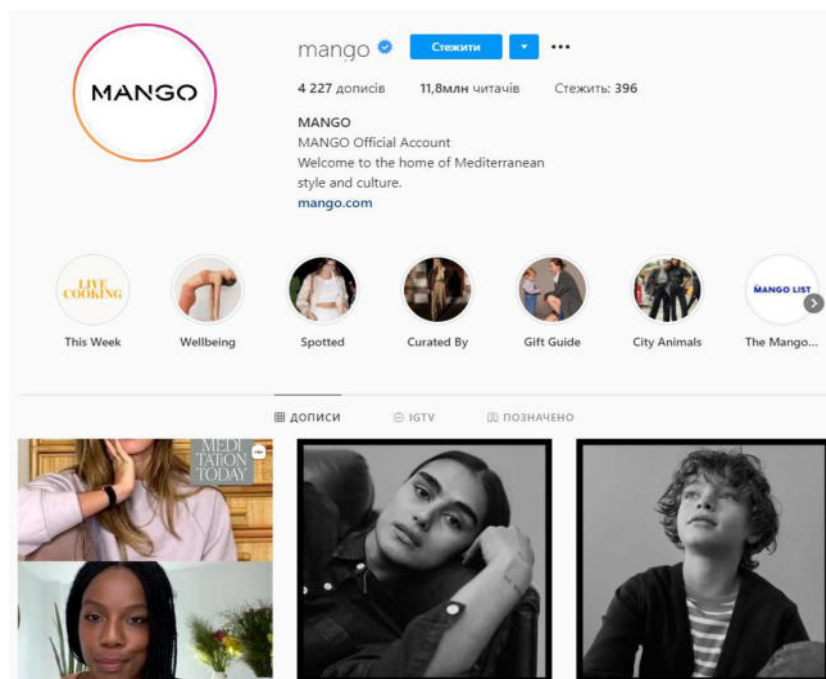 MANGO
mango
Стежити
4 227 дописів 11,8млн читачів Стежить: 396
MANGO
MANGO Official Account
Welcome to the home of Mediterranean
style and culture.
mango.com
LIVE
COOKING
MANGO LIST
This Week Wellbeing Spotted Curated By Gift Guide City Animals The Mango...
ДОПИСИ IGTV ПОЗНАЧЕНО
MEDI
TATION
TODAY